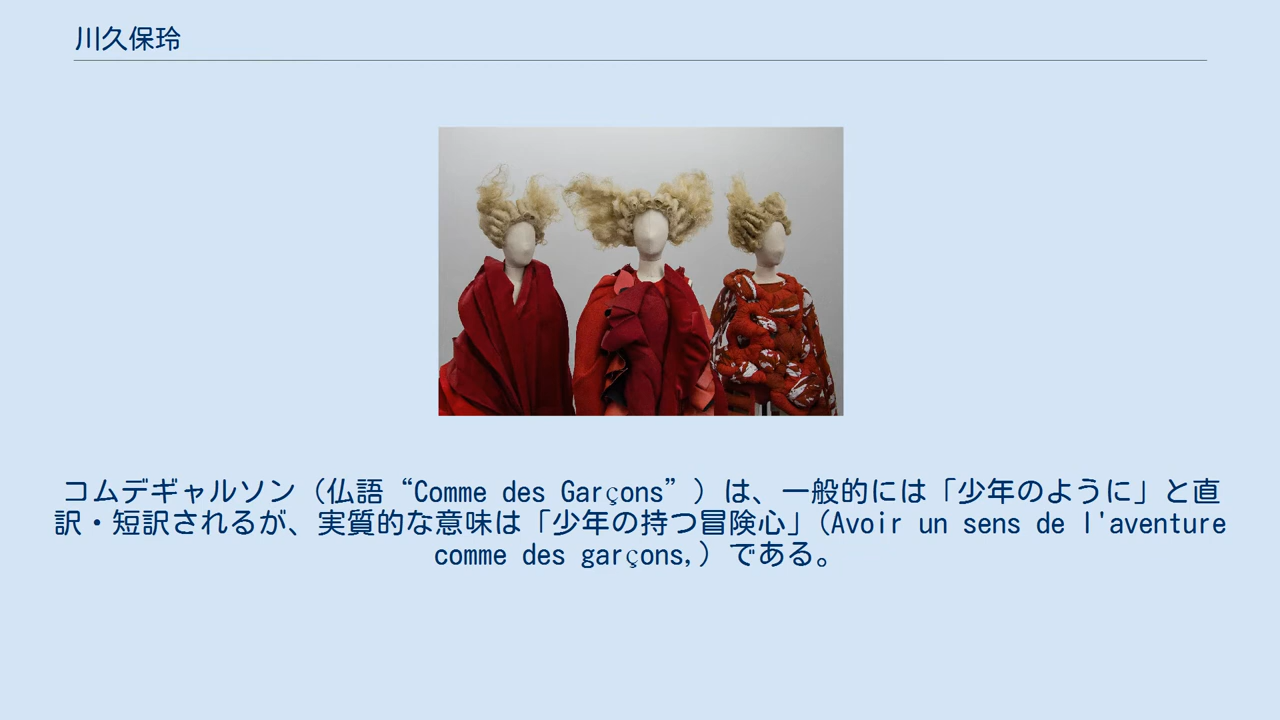 川久保玲
コムデギャルソン（仏語“Comme des Garçons”）は、一般的には「少年のように」と直
訳・短訳されるが、実質的な意味は「少年の持つ冒険心」(Avoir un sens de l'aventure
comme des garçons,）である。